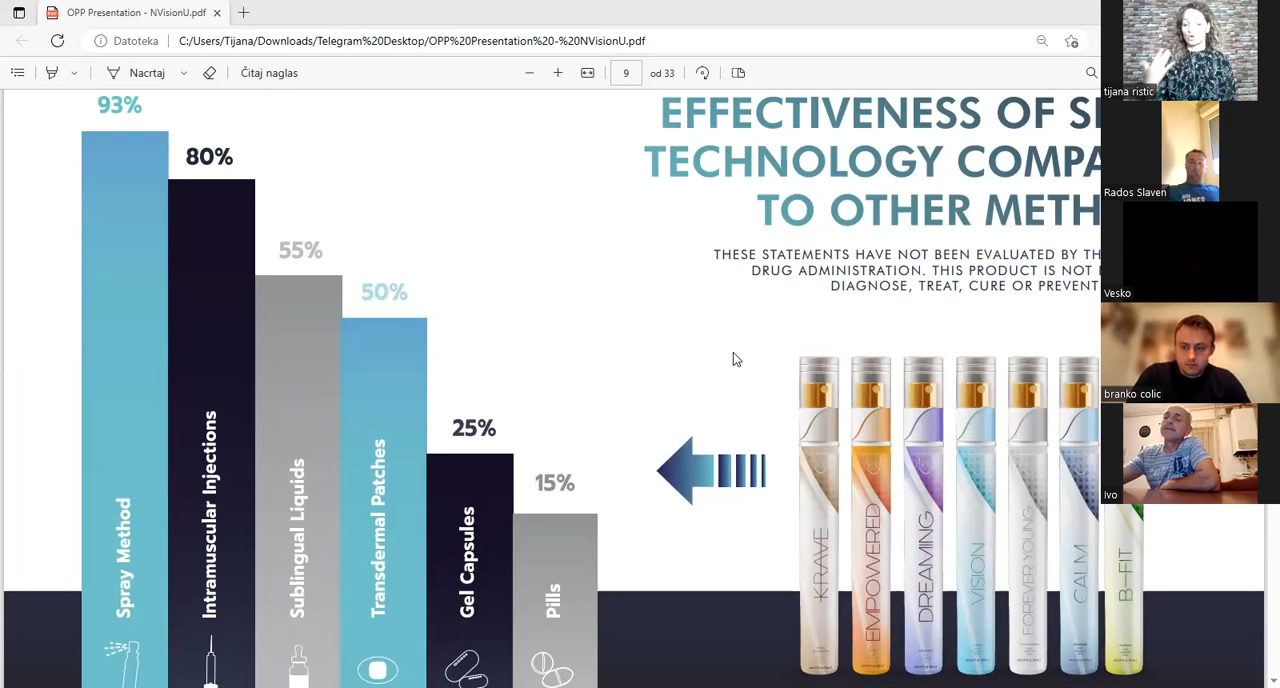 OPP Presentation - NVisionU.pdf
Datoteka
C:/Users/Tijana/Downloads/Telegram%20Desktop/OPP%20Presentation%20-%20NVisionU.pdf
Nacrtaj
Čitaj naglas
9
od 33
93%
80%
55%
50%
25%
15%
Spray Method
Intramuscular Injections
Sublingual Liquids
Transdermal Patches
Gel Capsules
Pills
EFFECTIVENESS OF
TECHNOLOGY COMPA
TO OTHER METH
THESE STATEMENTS HAVE NOT BEEN EVALUATED BY TH
DRUG ADMINISTRATION. THIS PRODUCT IS NOT
DIAGNOSE, TREAT, CURE OR PREVENT
KRAVE
EMPOWERED
DREAMING
VISION
FOREVER YOUNG
CALM
B-FIT
tijana ristic
Rados Slaven
Vesko
branko colic
Ivo